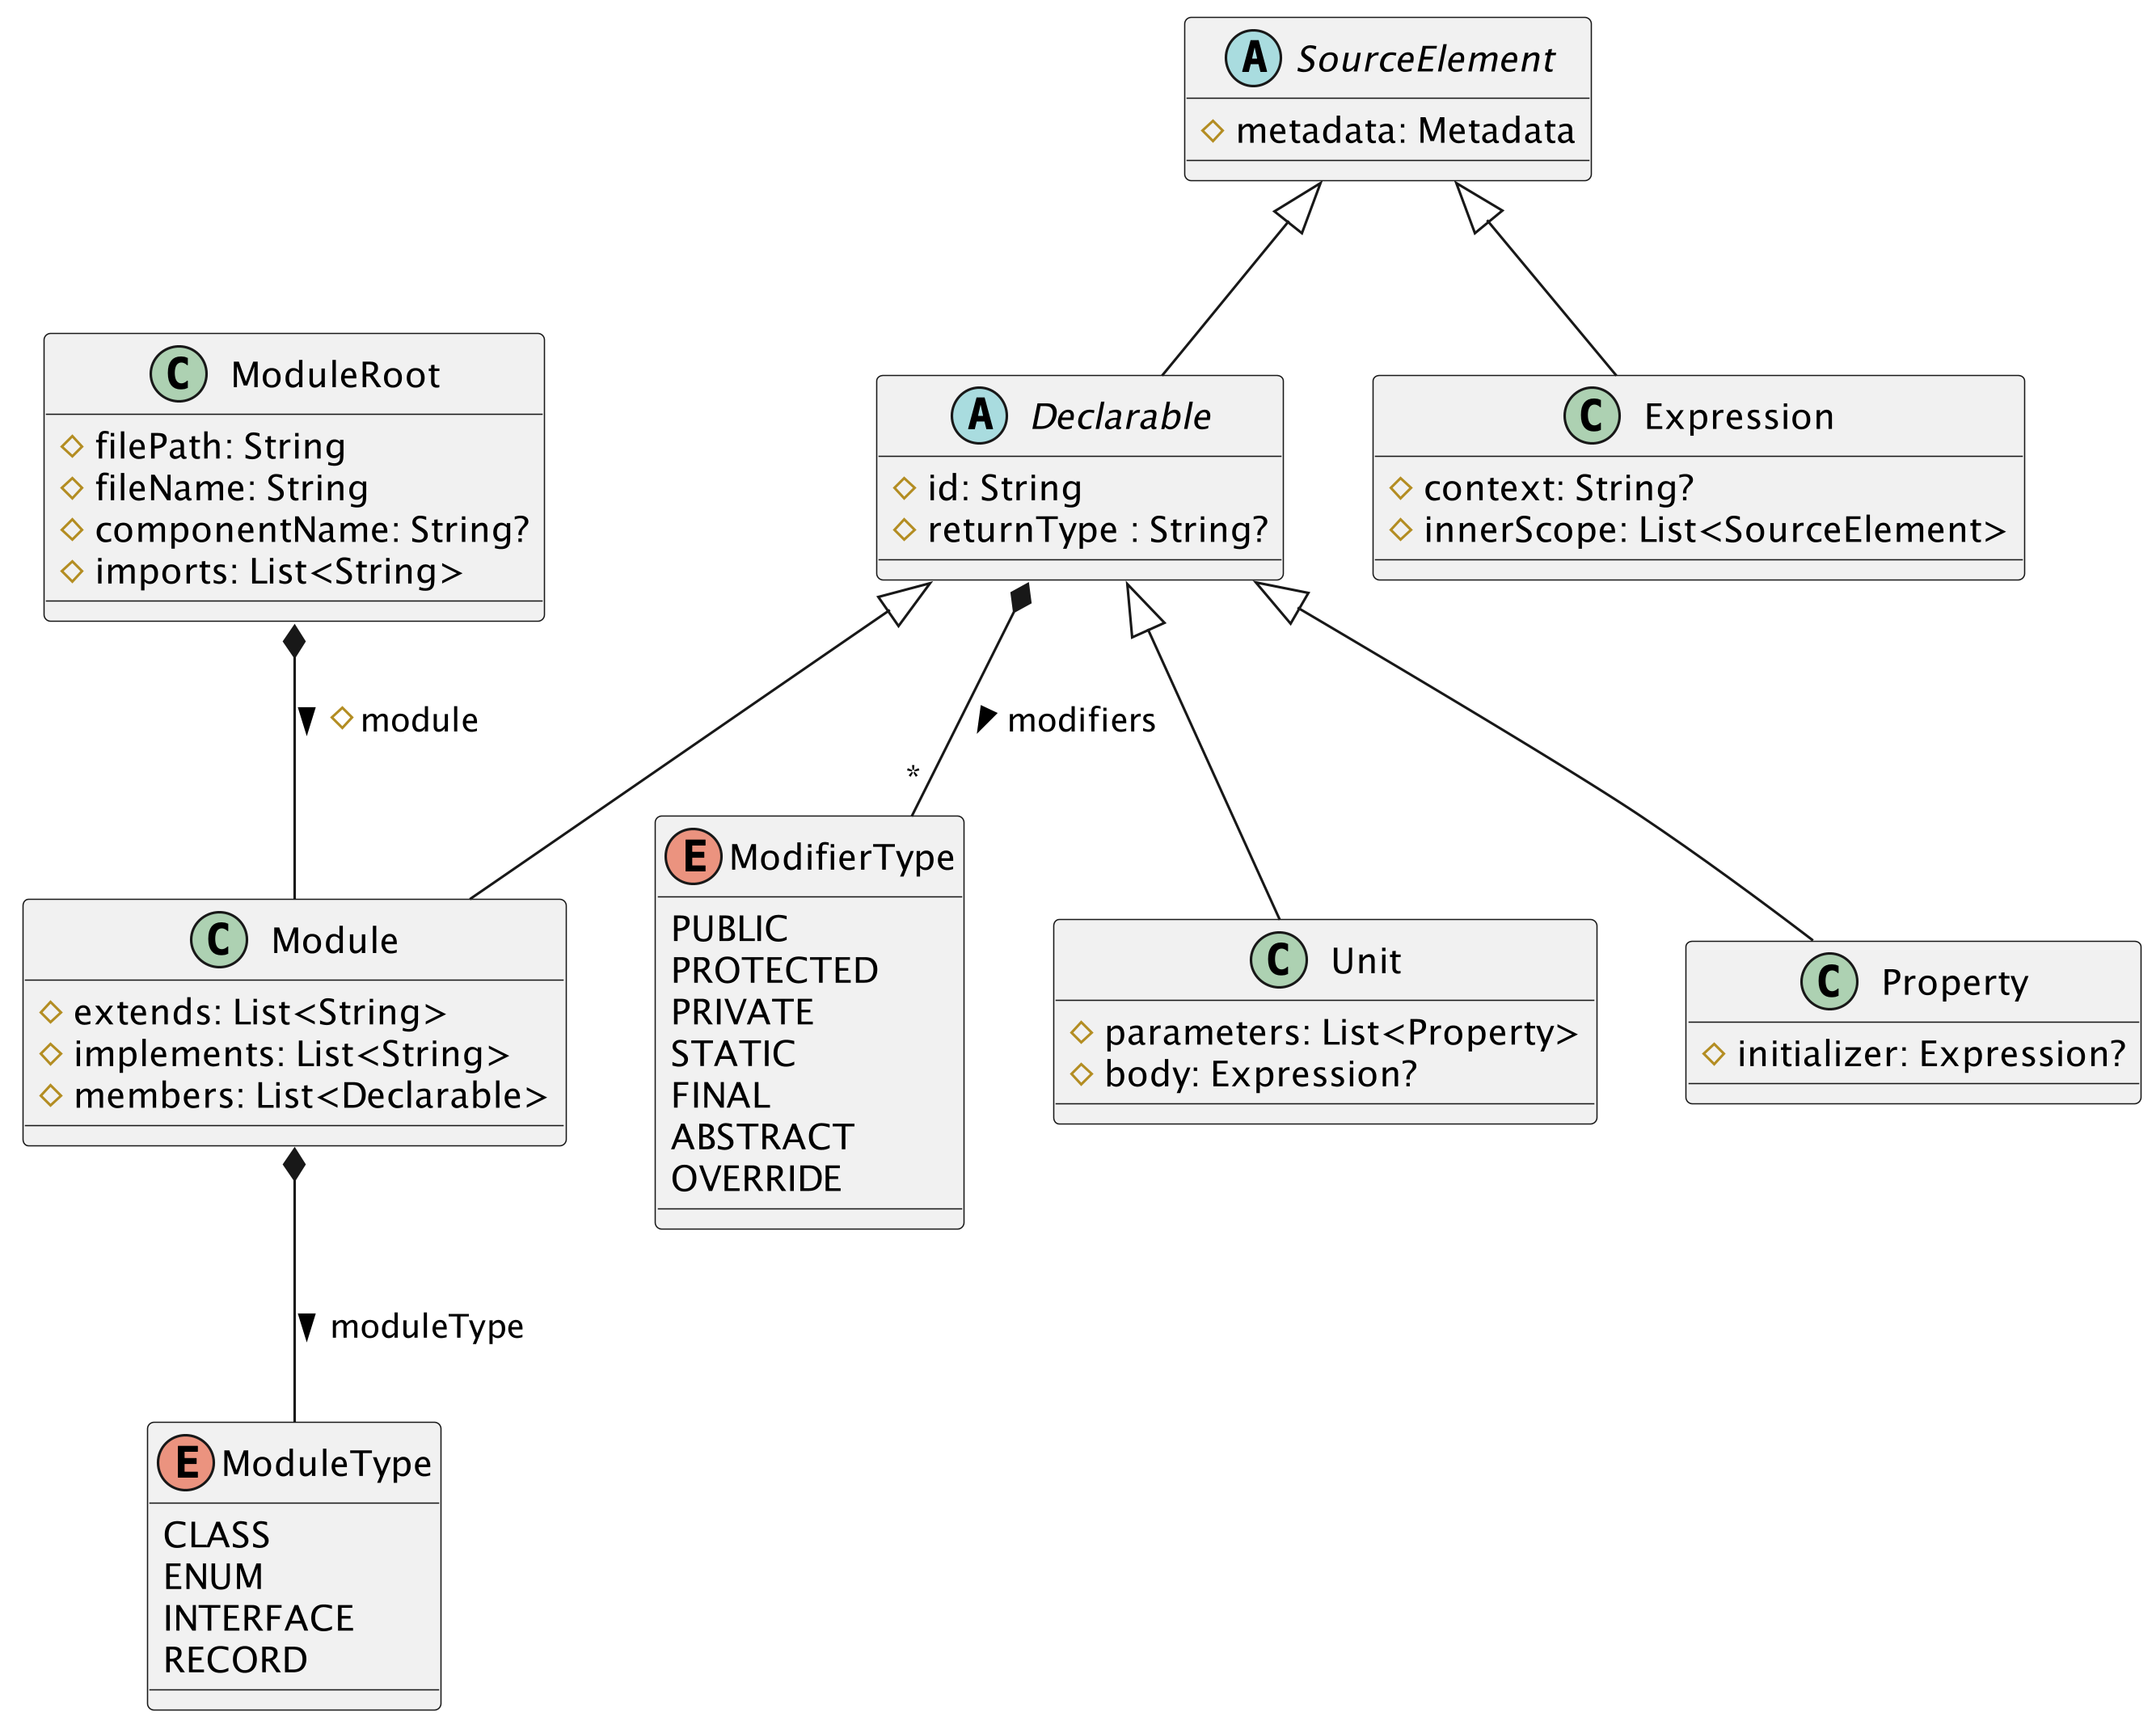 A SourceElement
metadata: Metadata
C ModuleRoot
filePath: String
fileName: String
componentName: String?
imports: List<String>
A Declarable
id: String
returnType : String?
C Expression
context: String?
innerScope: List<SourceElement>
module
modifiers
*
C Module
extends: List<String>
implements: List<String>
members: List<Declarable>
E ModifierType
PUBLIC
PROTECTED
PRIVATE
STATIC
FINAL
ABSTRACT
OVERRIDE
C Unit
parameters: List<Property>
body: Expression?
C Property
initializer: Expression?
moduleType
E ModuleType
CLASS
ENUM
INTERFACE
RECORD